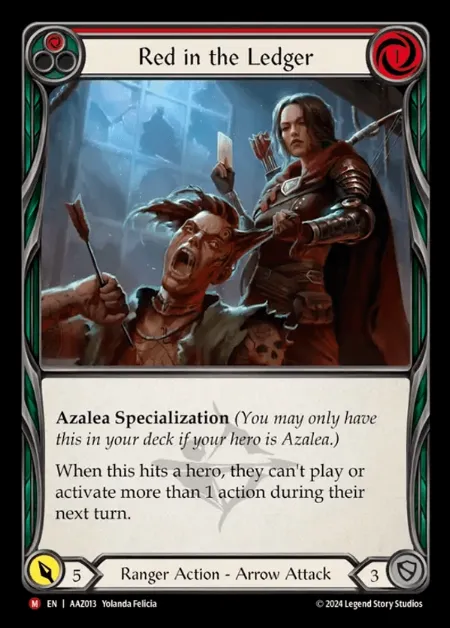 Red in the Ledger
1
Azalea Specialization (You may only have
this in your deck if your hero is Azalea.)
When this hits a hero, they can't play or
activate more than 1 action during their
next turn.
5
Ranger Action - Arrow Attack
3
M EN | AAZ013 Yolanda Felicia
© 2024 Legend Story Studios